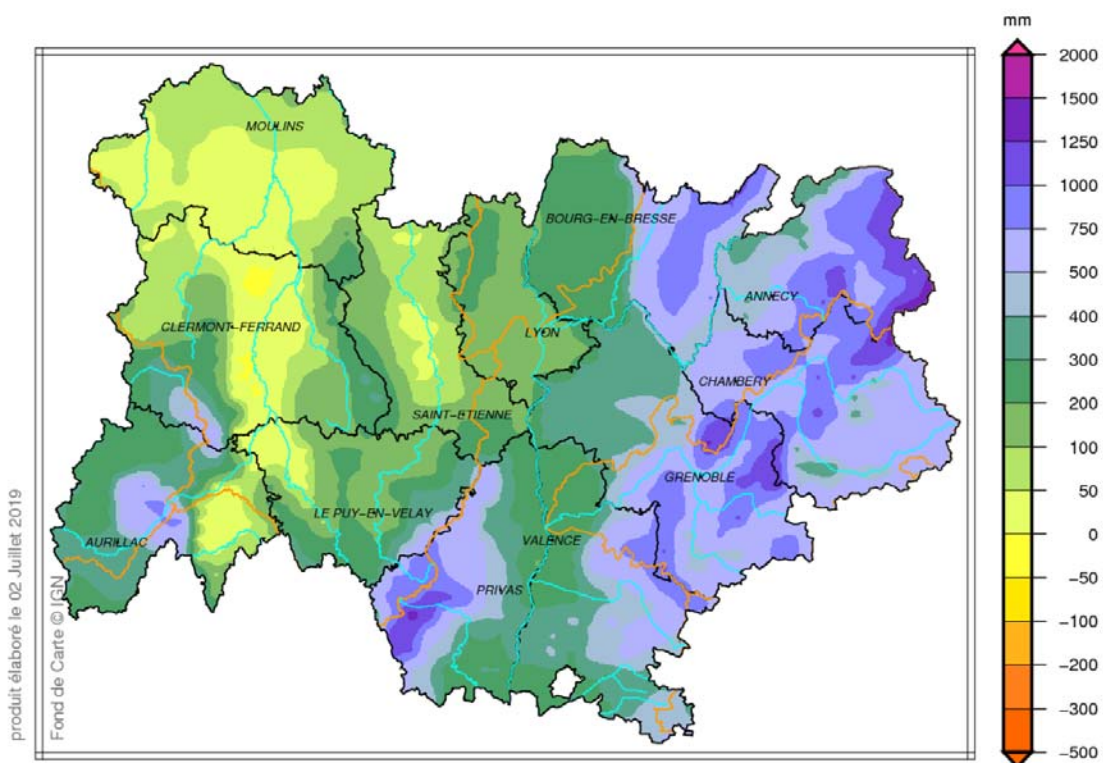 mm
2000
1500
1250
1000
750
500
400
300
200
100
50
0
−50
−100
−200
−300
−500
MOULINS
BOURG−EN−BRESSE
ANNECY
CLERMONT−FERRAND
LYON
CHAMBERY
SAINT−ETIENNE
GRENOBLE
LE PUY−EN−VELAY
AURILLAC
VALENCE
PRIVAS
produit élaboré le 02 Juillet 2019
Fond de Carte © IGN